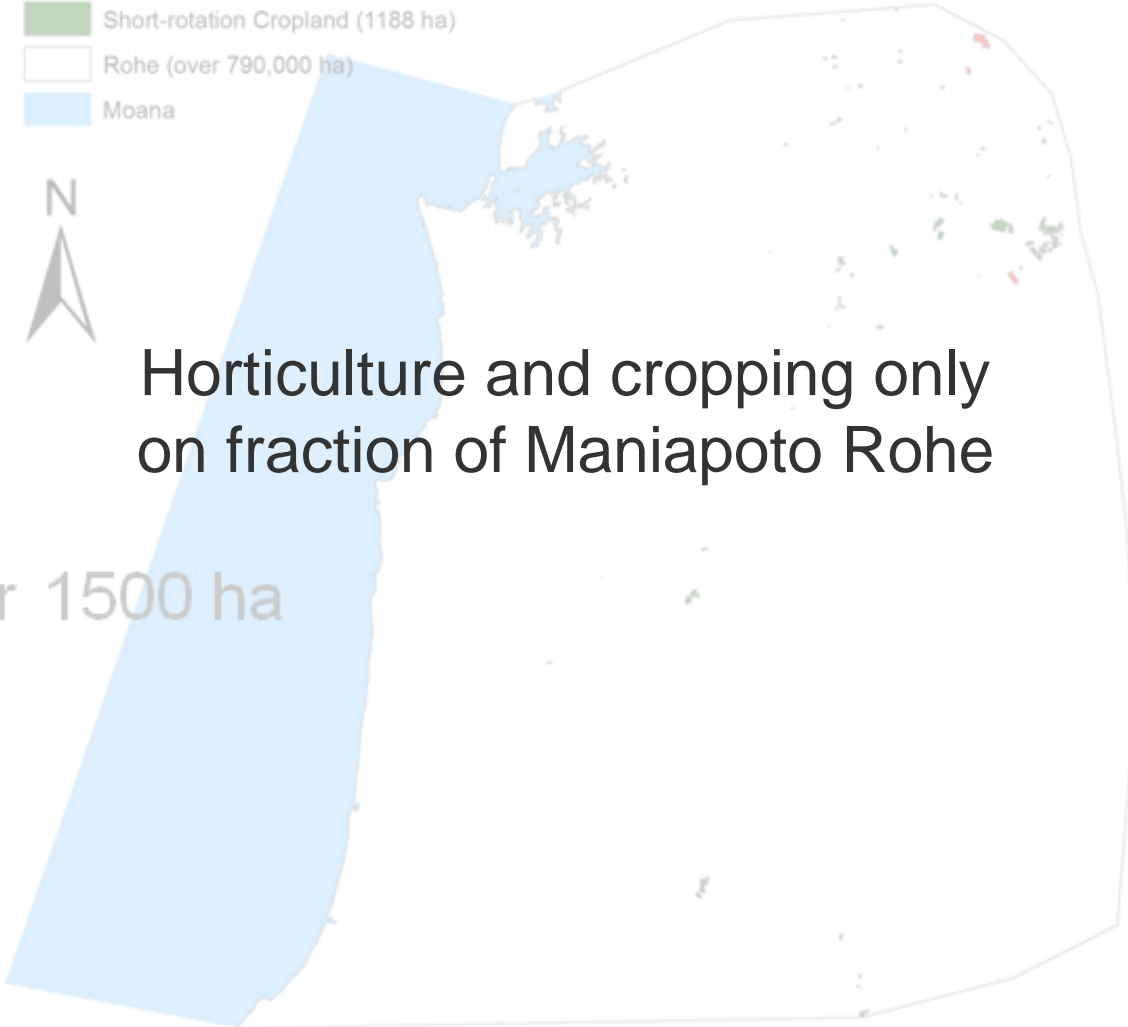 Short-rotation Cropland (1188 ha)
Rohe (over 790,000 ha)
Moana
N
Horticulture and cropping only
on fraction of Maniapoto Rohe
1500 ha